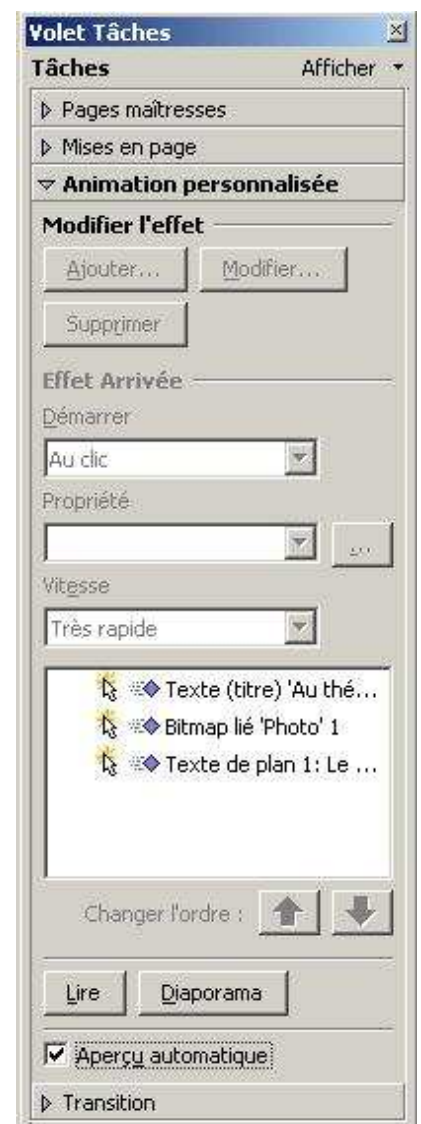 Volet Tâches
Tâches Afficher
Pages maîtresses
Mises en page
Animation personnalisée
Modifier l'effet
Ajouter... Modifier...
Supprimer
Effet Arrivée
Démarrer
Au clic
Propriété
...
Vitesse
Très rapide
Texte (titre) 'Au thé...
Bitmap lié 'Photo' 1
Texte de plan 1: Le ...
Changer l'ordre :
Lire Diaporama
Aperçu automatique
Transition